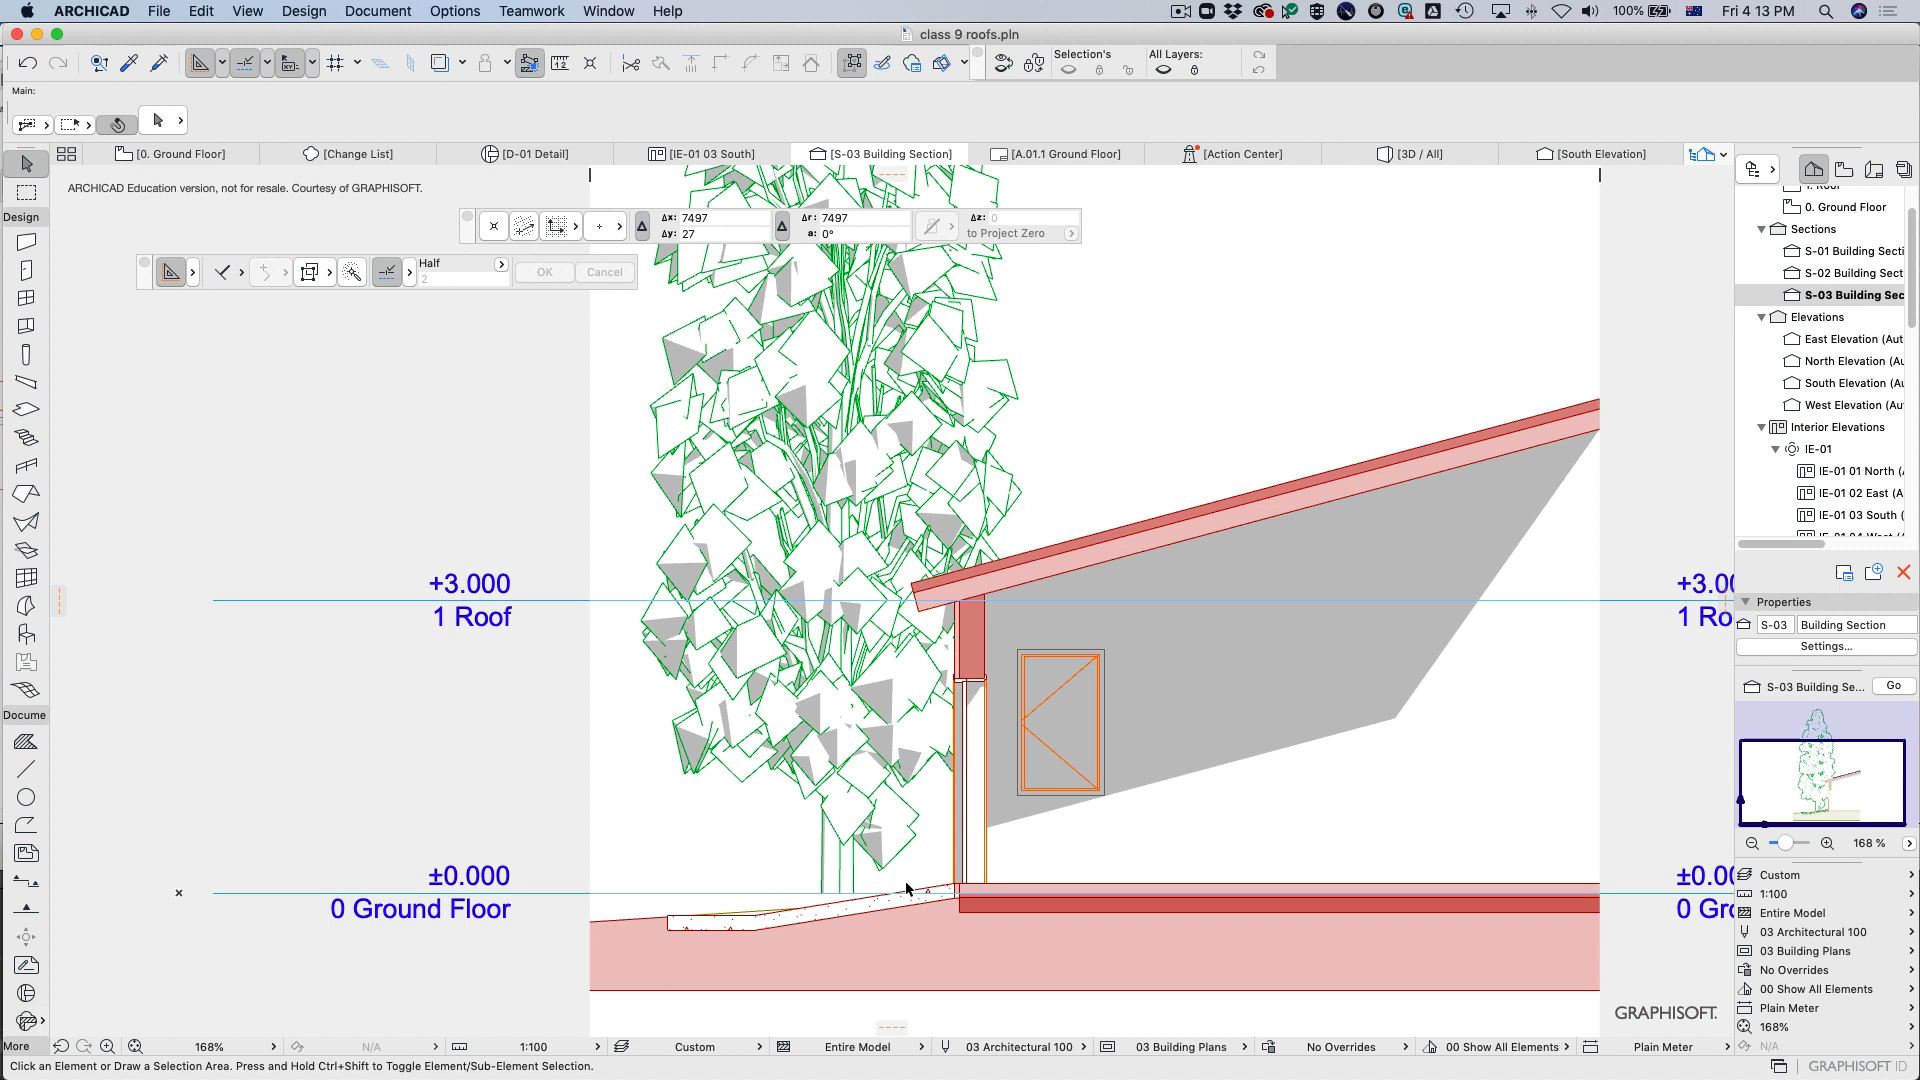 ARCHICAD File Edit View Design Document Options Teamwork Window Help 100% Fri 4 13 PM
class 9 roofs.pln
Selection's All Layers:
Main:
[0. Ground Floor] [Change List] [D-01 Detail] [IE-01 03 South] [S-03 Building Section] [A.01.1 Ground Floor] [Action Center] [3D / All] [South Elevation]
ARCHICAD Education version, not for resale. Courtesy of GRAPHISOFT.
Δx: 7497 Δr: 7497 Δz: 0
Δy: 27 a: 0° to Project Zero
Half
2
OK Cancel
Design
Docume
More
+3.000
1 Roof
+3.00
1 Ro
±0.000
0 Ground Floor
±0.00
0 Gro
GRAPHISOFT.
1. Roof
0. Ground Floor
Sections
S-01 Building Secti
S-02 Building Sect
S-03 Building Sec
Elevations
East Elevation (Aut
North Elevation (Au
South Elevation (Au
West Elevation (Au
Interior Elevations
IE-01
IE-01 01 North (
IE-01 02 East (A
IE-01 03 South (
Properties
S-03 Building Section
Settings...
S-03 Building Se... Go
168 %
Custom
1:100
Entire Model
03 Architectural 100
03 Building Plans
No Overrides
00 Show All Elements
Plain Meter
168%
N/A
168% N/A 1:100 Custom Entire Model 03 Architectural 100 03 Building Plans No Overrides 00 Show All Elements Plain Meter
Click an Element or Draw a Selection Area. Press and Hold Ctrl+Shift to Toggle Element/Sub-Element Selection.
GRAPHISOFT ID